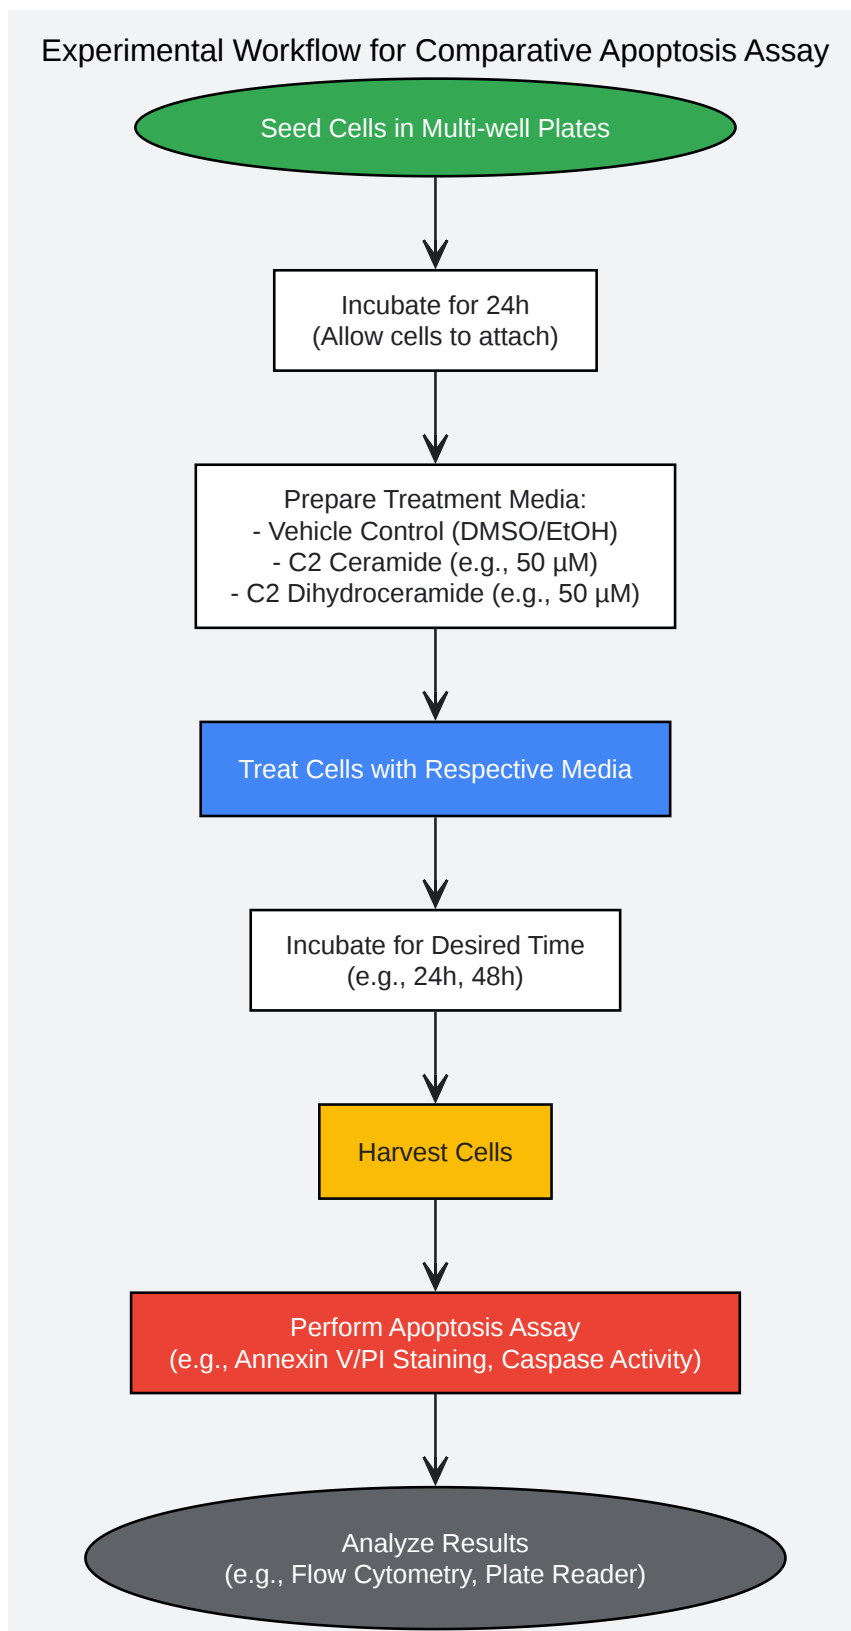 Experimental Workflow for Comparative Apoptosis Assay
Seed Cells in Multi-well Plates
Incubate for 24h
(Allow cells to attach)
Prepare Treatment Media:
- Vehicle Control (DMSO/EtOH)
- C2 Ceramide (e.g., 50 µM)
- C2 Dihydroceramide (e.g., 50 µM)
Treat Cells with Respective Media
Incubate for Desired Time
(e.g., 24h, 48h)
Harvest Cells
Perform Apoptosis Assay
(e.g., Annexin V/PI Staining, Caspase Activity)
Analyze Results
(e.g., Flow Cytometry, Plate Reader)